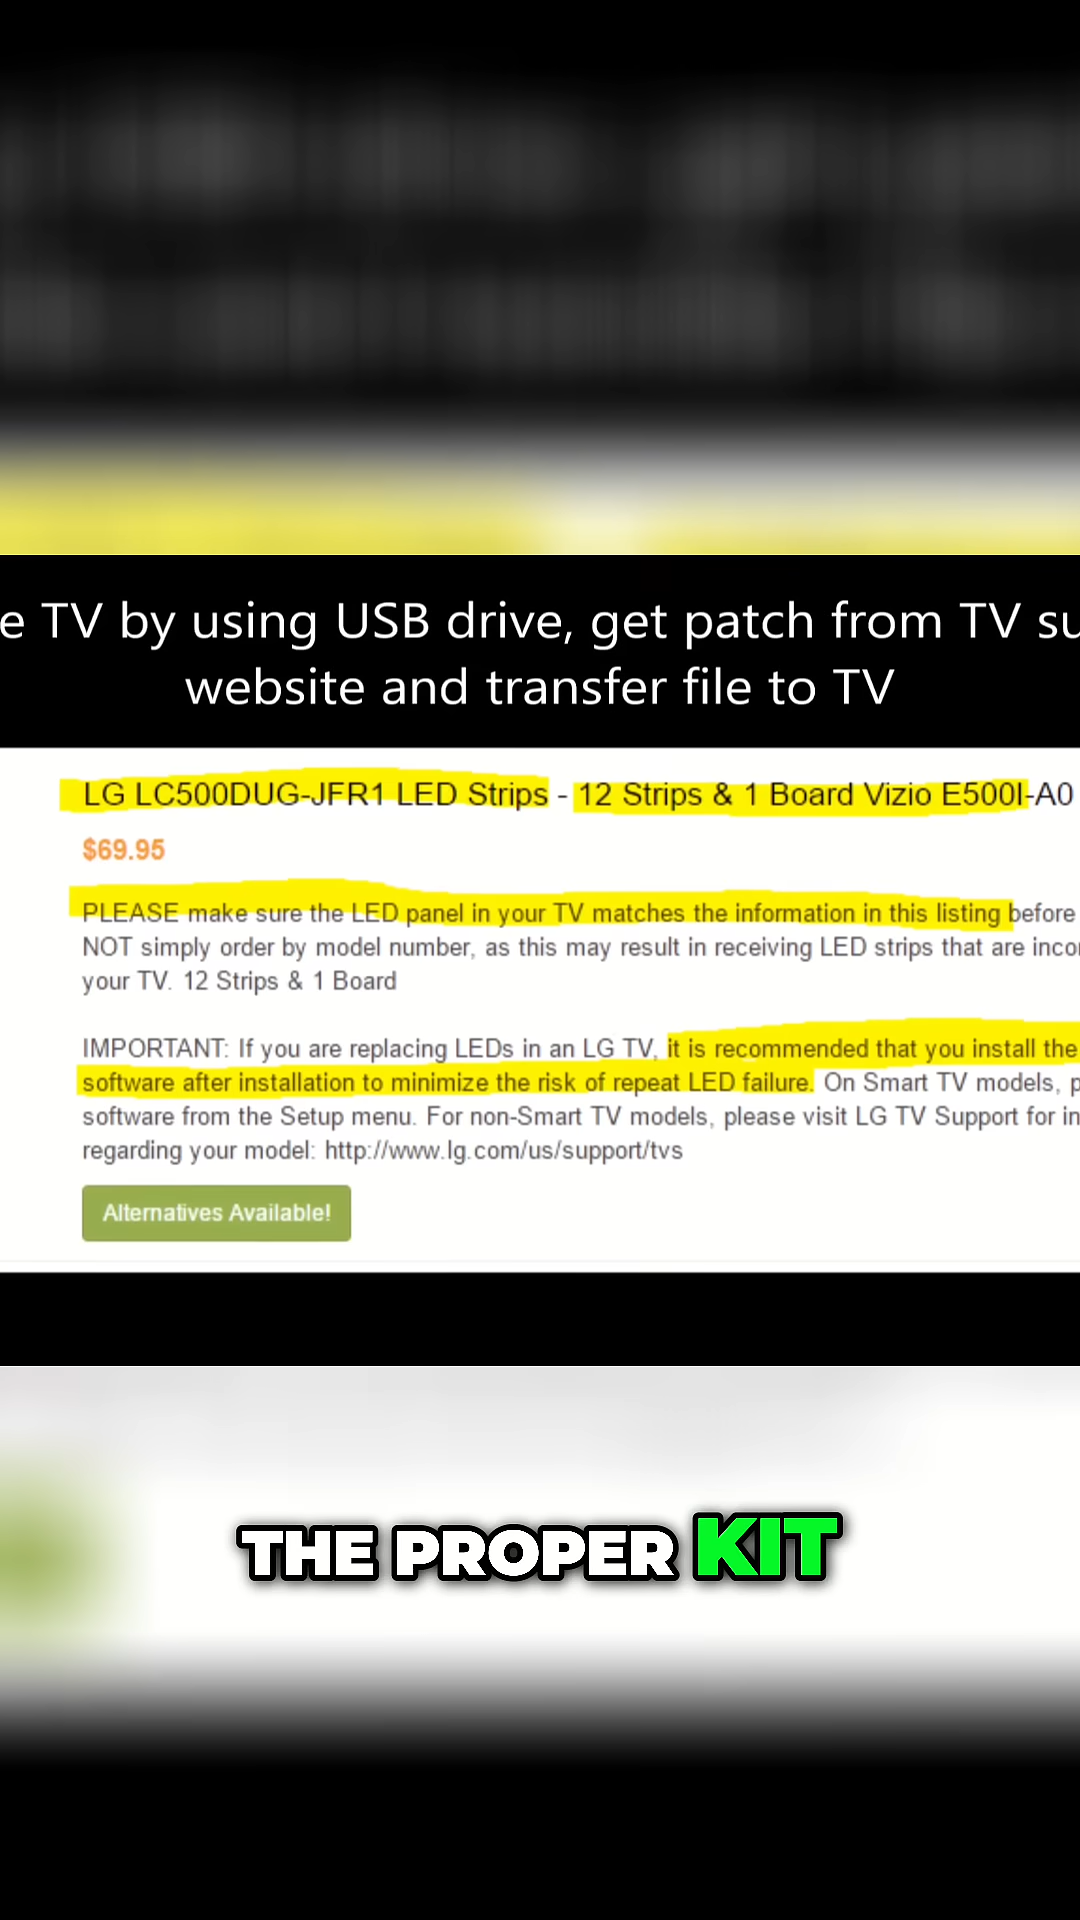 e TV by using USB drive, get patch from TV su
website and transfer file to TV
LG LC500DUG-JFR1 LED Strips - 12 Strips & 1 Board Vizio E500I-A0
$69.95
PLEASE make sure the LED panel in your TV matches the information in this listing before
NOT simply order by model number, as this may result in receiving LED strips that are incor
your TV. 12 Strips & 1 Board
IMPORTANT: If you are replacing LEDs in an LG TV, it is recommended that you install the
software after installation to minimize the risk of repeat LED failure. On Smart TV models, p
software from the Setup menu. For non-Smart TV models, please visit LG TV Support for in
regarding your model: http://www.lg.com/us/support/tvs
Alternatives Available!
THE PROPER KIT